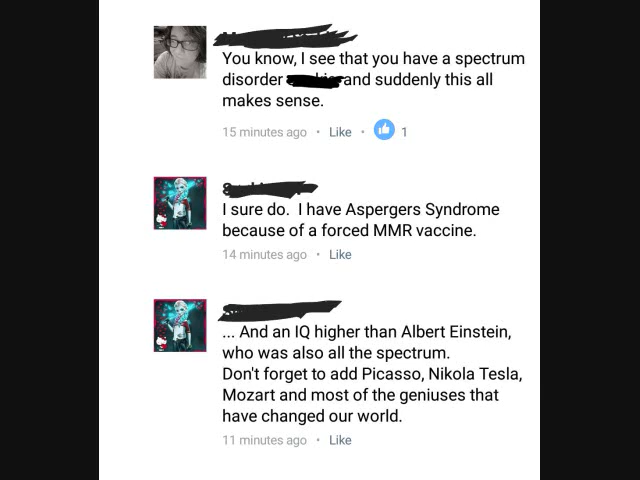 You know, I see that you have a spectrum
disorder and suddenly this all
makes sense.
15 minutes ago • Like • 1
I sure do. I have Aspergers Syndrome
because of a forced MMR vaccine.
14 minutes ago • Like
... And an IQ higher than Albert Einstein,
who was also all the spectrum.
Don't forget to add Picasso, Nikola Tesla,
Mozart and most of the geniuses that
have changed our world.
11 minutes ago • Like